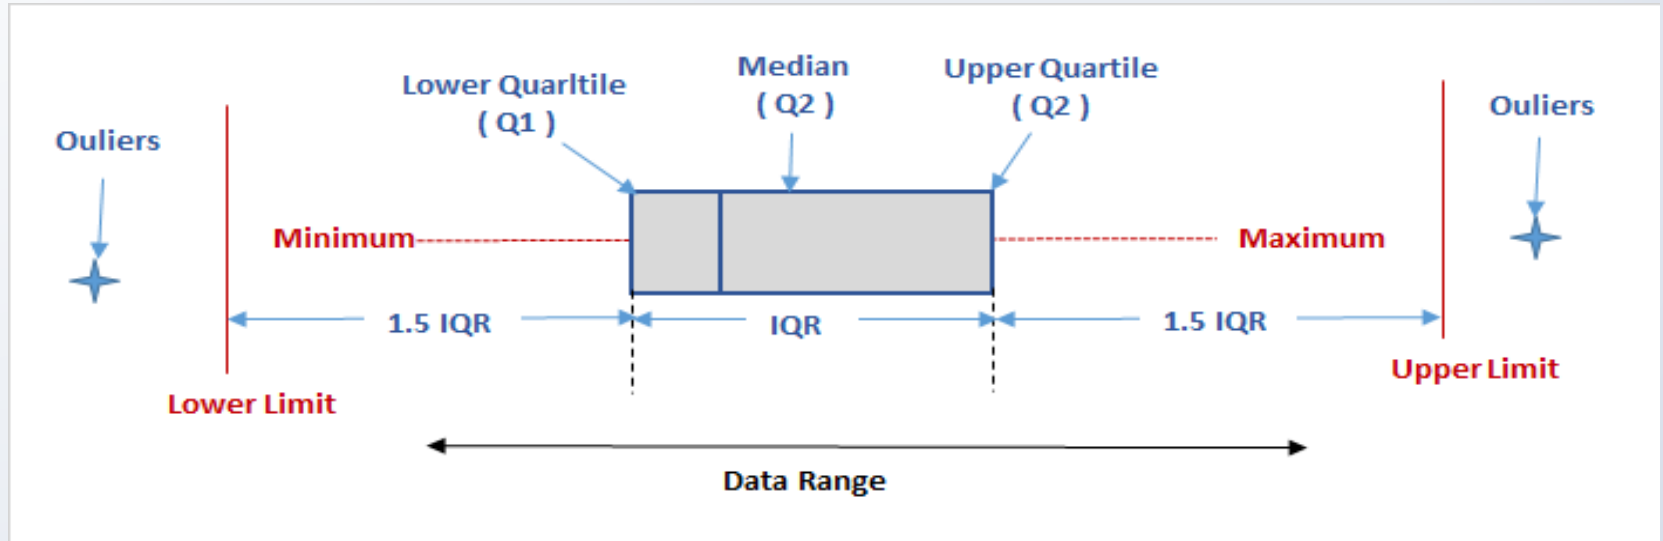 Median
Lower Quarltile
( Q2 )
Upper Quartile
( Q1 )
( Q2 )
Ouliers
Ouliers
Minimum
Maximum
1.5 IQR
IQR
1.5 IQR
Lower Limit
Upper Limit
Data Range